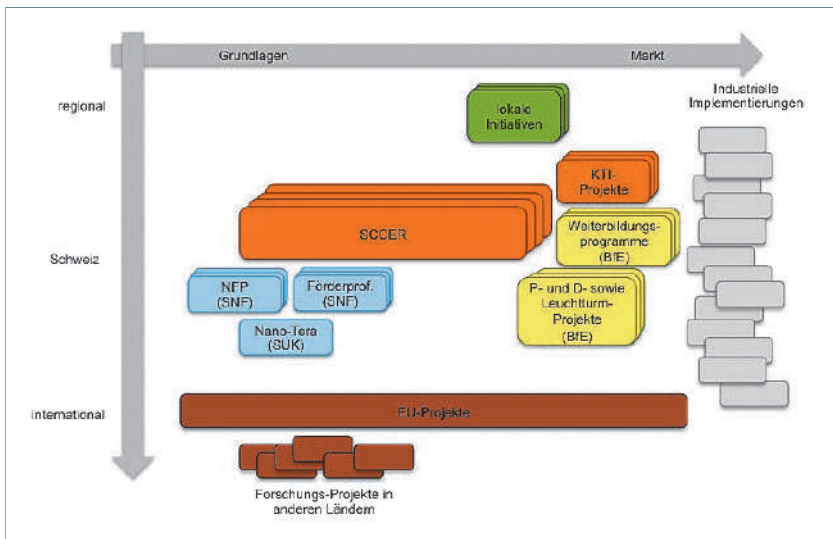 Grundlagen
Markt
regional
Industrielle
Implementierungen
lokale
Initiativen
KTI-
Projekte
SCCER
Weiterbildungs-
programme
(BfE)
Schweiz
NFP
(SNF)
Förderprof.
(SNF)
P- und D- sowie
Leuchtturm-
Projekte
(BfE)
Nano-Tera
(SUK)
international
EU-Projekte
Forschungs-Projekte in
anderen Ländern